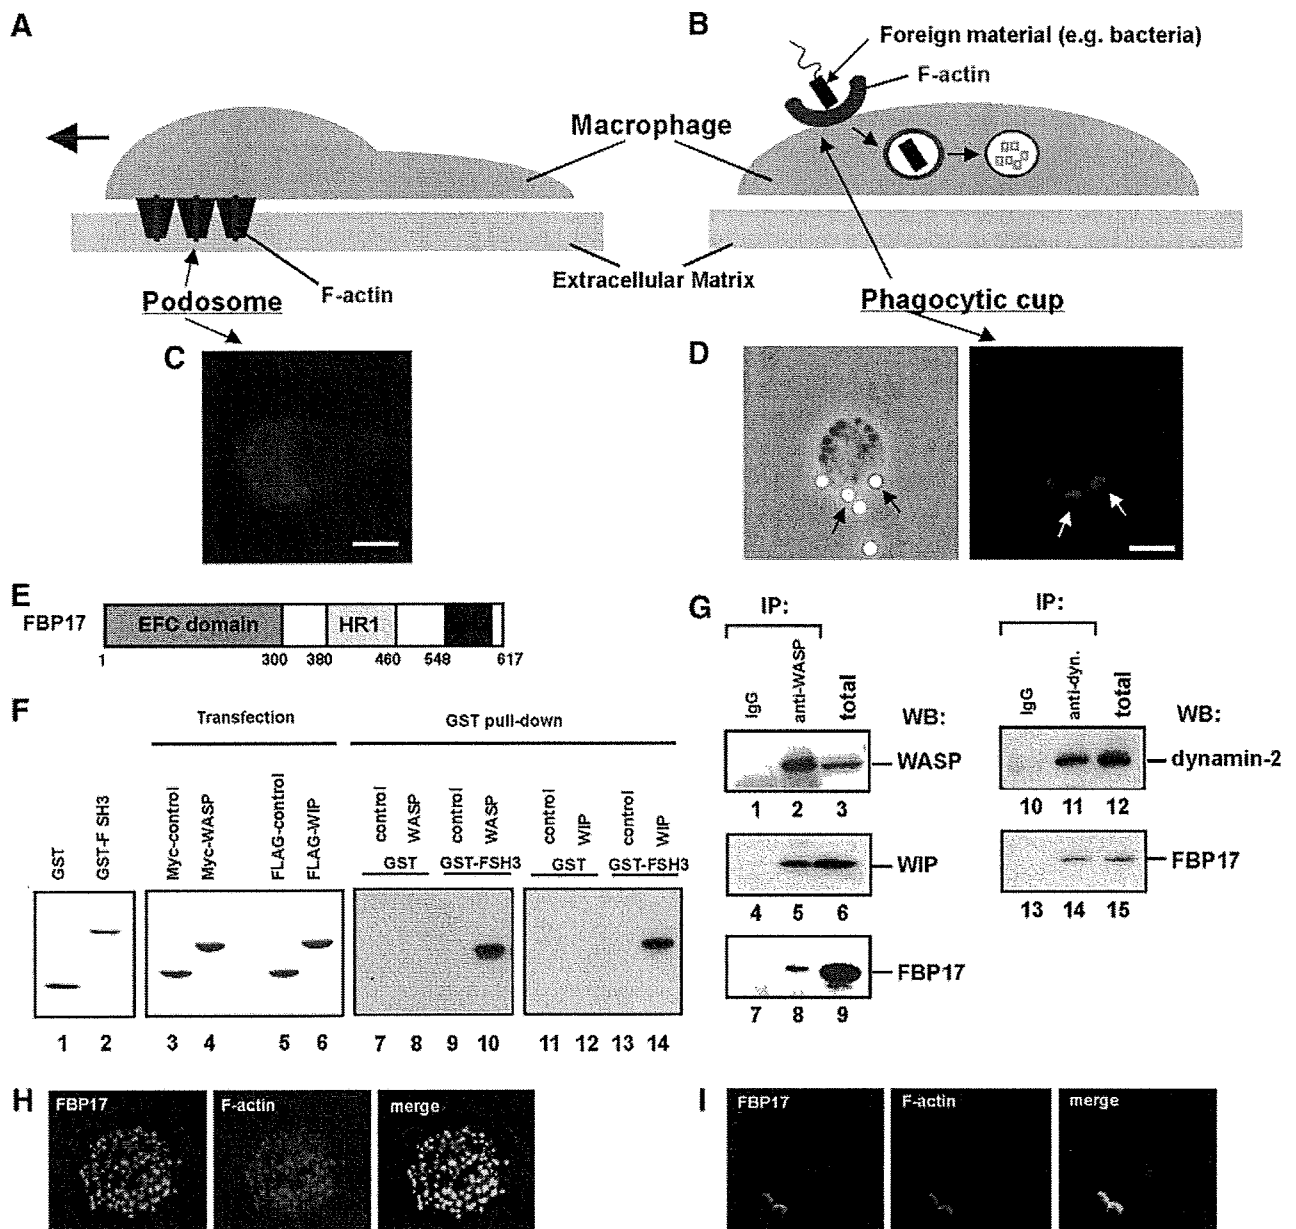 A
B
Foreign material (e.g. bacteria)
F-actin
Macrophage
Extracellular Matrix
F-actin
Podosome
Phagocytic cup
C
D
E
FBP17
EFC domain
HR1
1
300
380
460
548
617
F
Transfection
GST pull-down
GST
GST-F SH3
Myc-control
Myc-WASP
FLAG-control
FLAG-WIP
control
WASP
control
WASP
control
WIP
control
WIP
GST
GST-FSH3
GST
GST-FSH3
1 2 3 4 5 6 7 8 9 10 11 12 13 14
G
IP:
IgG
anti-WASP
total
WB:
WASP
1 2 3
WIP
4 5 6
FBP17
7 8 9
IP:
IgG
anti-dyn.
total
WB:
dynamin-2
10 11 12
FBP17
13 14 15
H
FBP17
F-actin
merge
I
FBP17
F-actin
merge